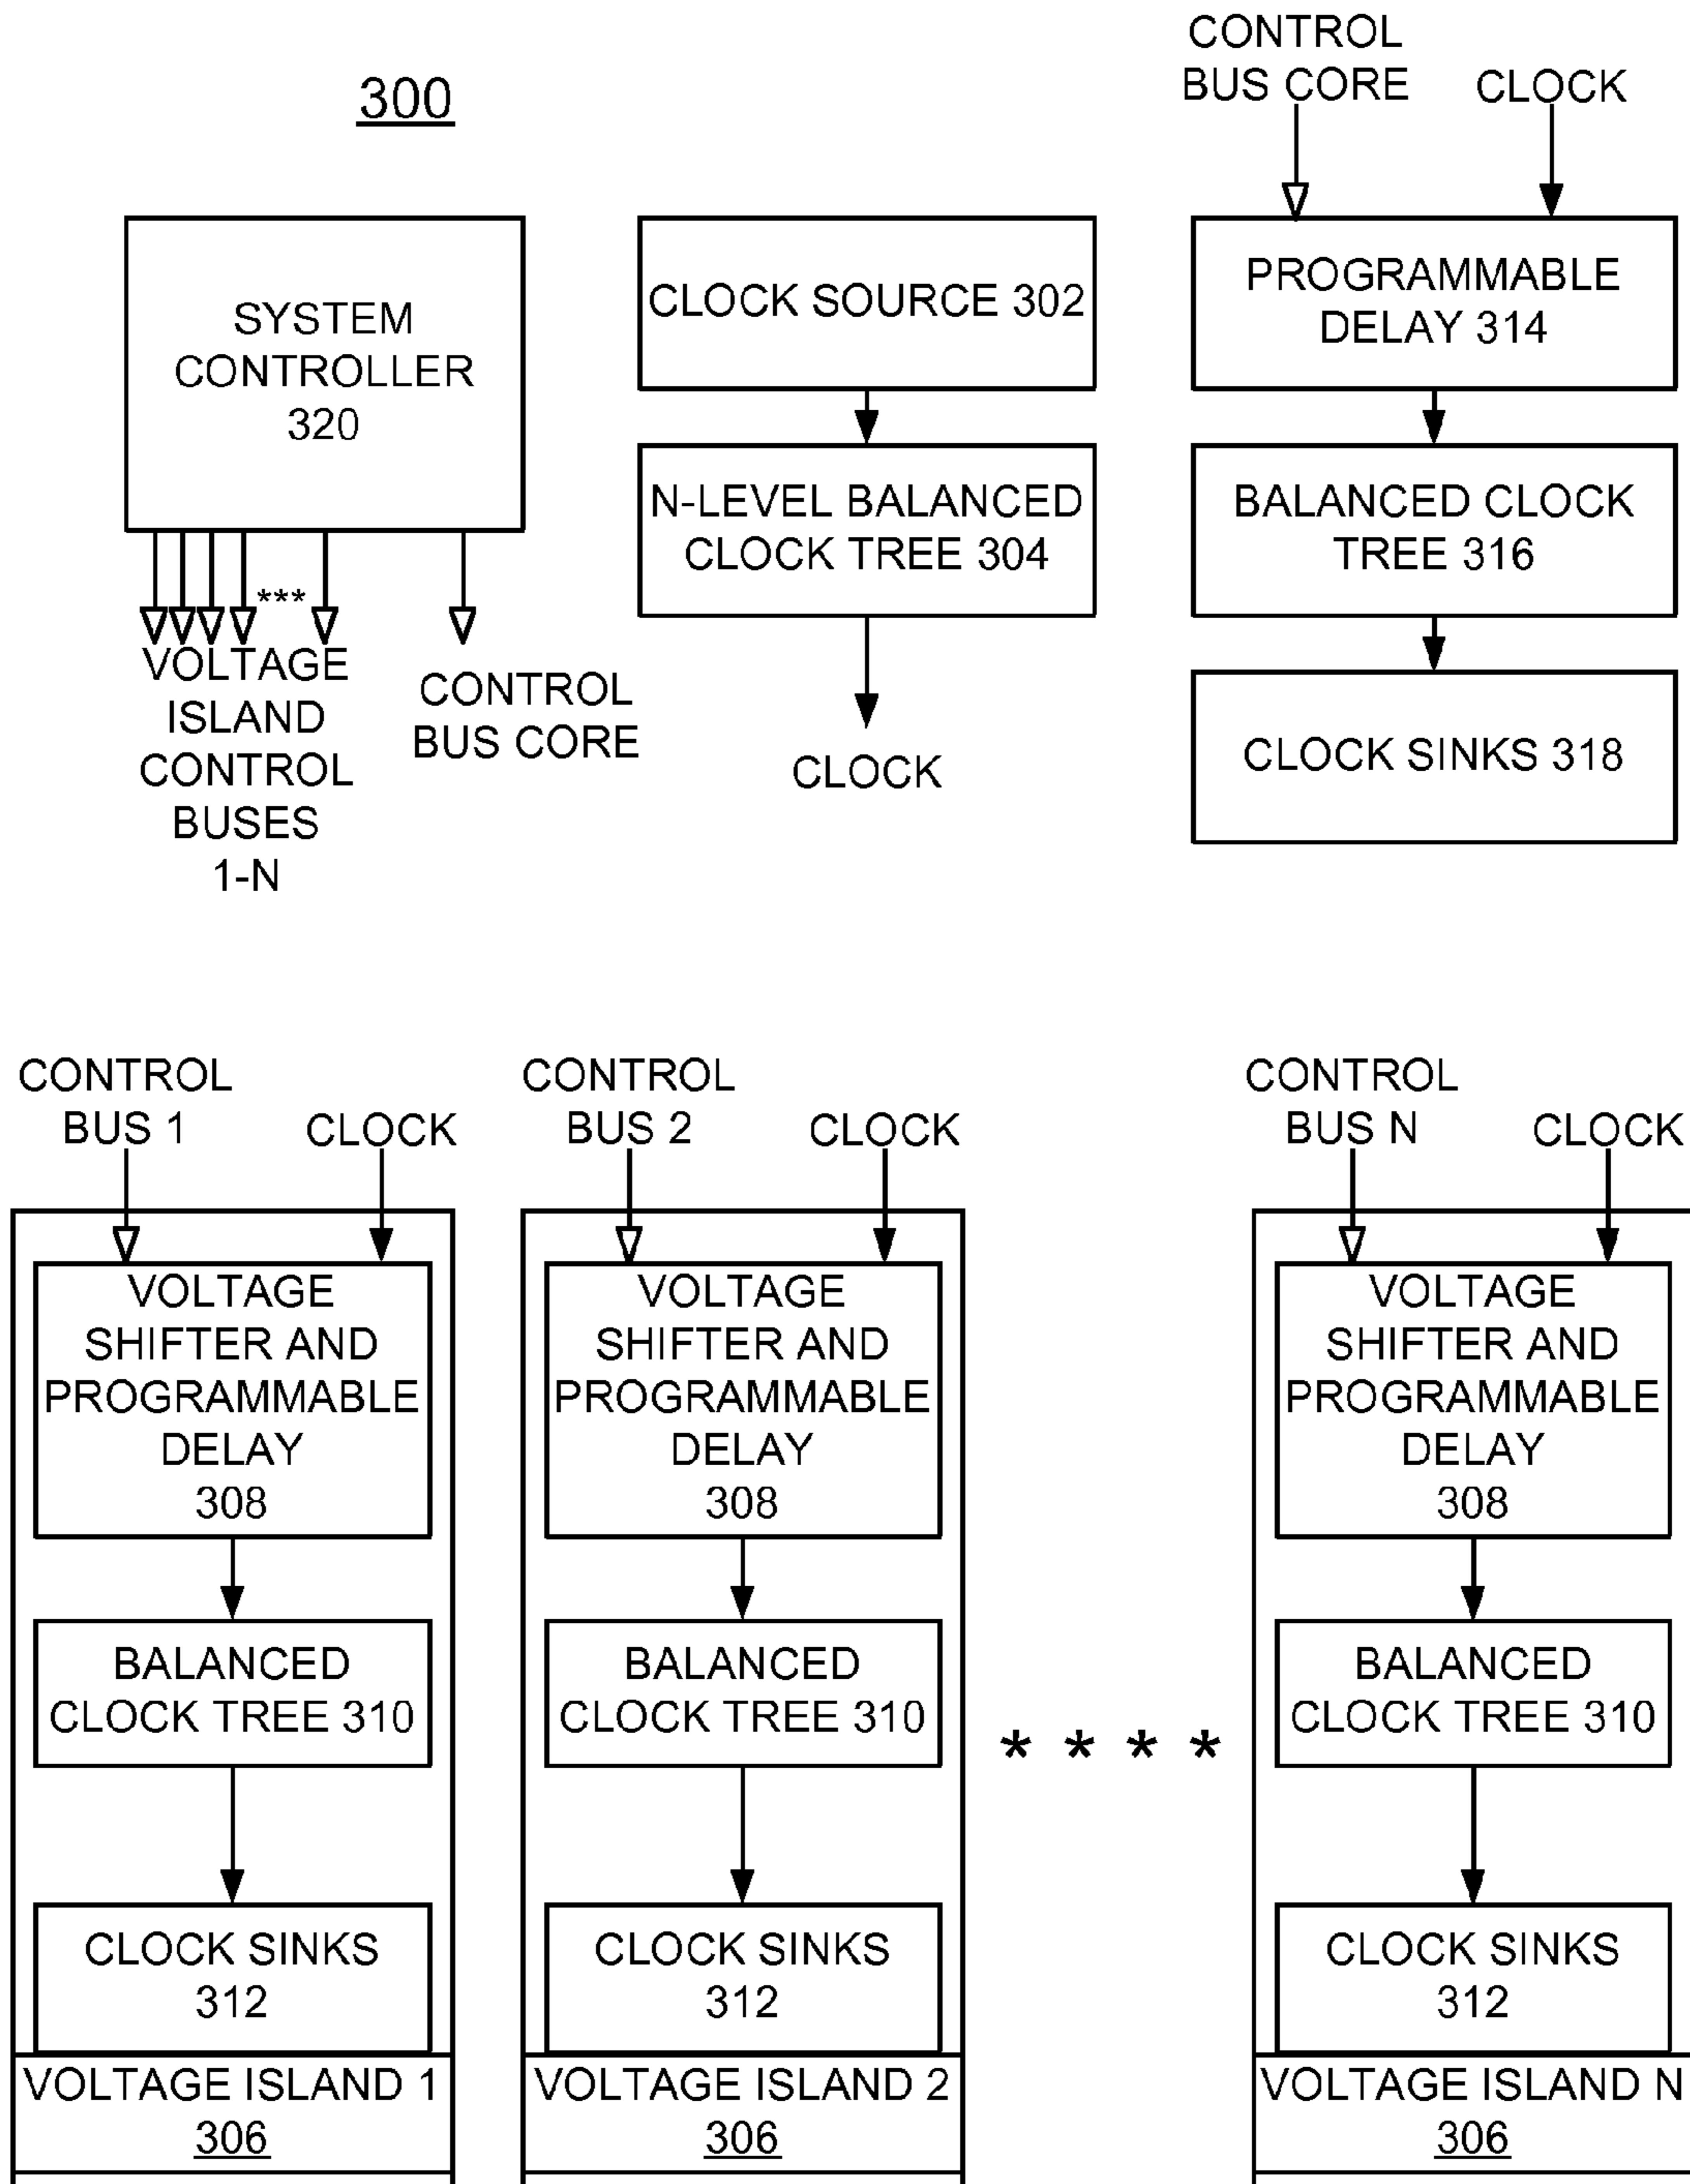 300
CONTROL
BUS CORE
CLOCK
SYSTEM
CONTROLLER
320
CLOCK SOURCE 302
PROGRAMMABLE
DELAY 314
N-LEVEL BALANCED
CLOCK TREE 304
BALANCED CLOCK
TREE 316
***
VOLTAGE
ISLAND
CONTROL
BUSES
1-N
CONTROL
BUS CORE
CLOCK
CLOCK SINKS 318
CONTROL
BUS 1
CLOCK
VOLTAGE
SHIFTER AND
PROGRAMMABLE
DELAY
308
BALANCED
CLOCK TREE 310
CLOCK SINKS
312
VOLTAGE ISLAND 1
306
CONTROL
BUS 2
CLOCK
VOLTAGE
SHIFTER AND
PROGRAMMABLE
DELAY
308
BALANCED
CLOCK TREE 310
CLOCK SINKS
312
VOLTAGE ISLAND 2
306
* * * *
CONTROL
BUS N
CLOCK
VOLTAGE
SHIFTER AND
PROGRAMMABLE
DELAY
308
BALANCED
CLOCK TREE 310
CLOCK SINKS
312
VOLTAGE ISLAND N
306